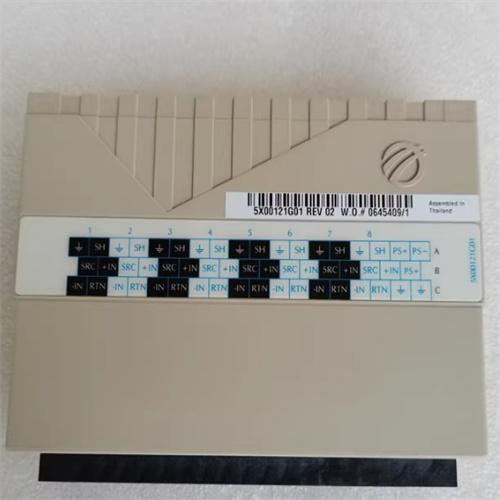 5X00121G01 REV 02 W.O.# 0645409/1
Assembled In
Thailand
1 2 3 4 5 6 7 8
⏚ SH ⏚ SH ⏚ SH ⏚ SH ⏚ SH ⏚ SH ⏚ SH ⏚ SH PS+ PS− A
SRC +IN SRC +IN SRC +IN SRC +IN SRC +IN SRC +IN SRC +IN SRC +IN PS+ B
-IN RTN -IN RTN -IN RTN -IN RTN -IN RTN -IN RTN -IN RTN -IN RTN ⏚ ⏚ C
5X00121G01